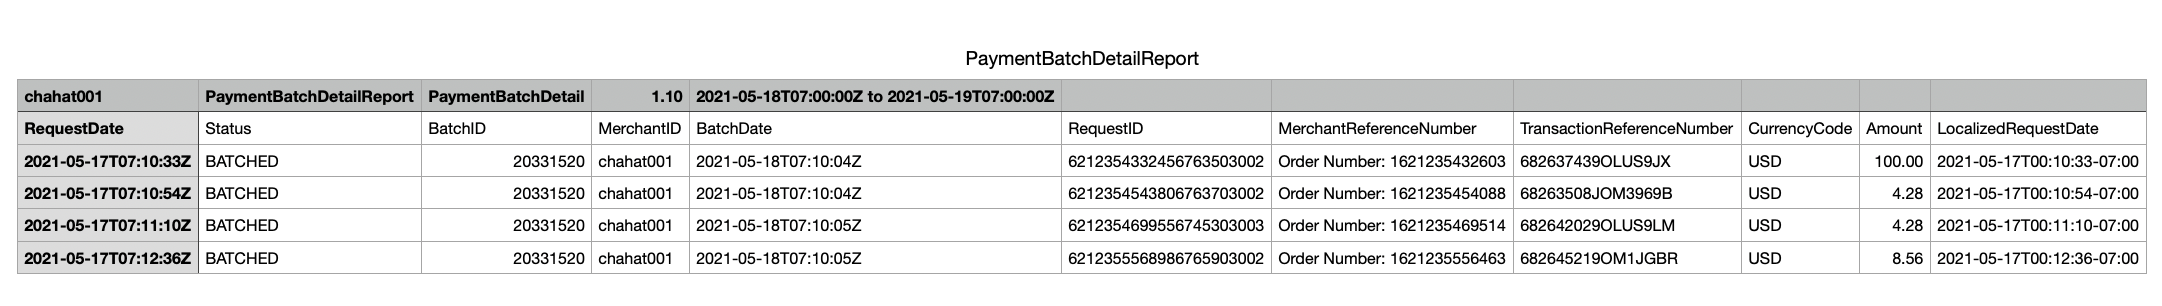 PaymentBatchDetailReport
chahat001 PaymentBatchDetailReport PaymentBatchDetail 1.10 2021-05-18T07:00:00Z to 2021-05-19T07:00:00Z
RequestDate Status BatchID MerchantID BatchDate RequestID MerchantReferenceNumber TransactionReferenceNumber CurrencyCode Amount LocalizedRequestDate
2021-05-17T07:10:33Z BATCHED 20331520 chahat001 2021-05-18T07:10:04Z 6212354332456763503002 Order Number: 1621235432603 682637439OLUS9JX USD 100.00 2021-05-17T00:10:33-07:00
2021-05-17T07:10:54Z BATCHED 20331520 chahat001 2021-05-18T07:10:04Z 6212354543806763703002 Order Number: 1621235454088 68263508JOM3969B USD 4.28 2021-05-17T00:10:54-07:00
2021-05-17T07:11:10Z BATCHED 20331520 chahat001 2021-05-18T07:10:05Z 6212354699556745303003 Order Number: 1621235469514 682642029OLUS9LM USD 4.28 2021-05-17T00:11:10-07:00
2021-05-17T07:12:36Z BATCHED 20331520 chahat001 2021-05-18T07:10:05Z 6212355568986765903002 Order Number: 1621235556463 682645219OM1JGBR USD 8.56 2021-05-17T00:12:36-07:00